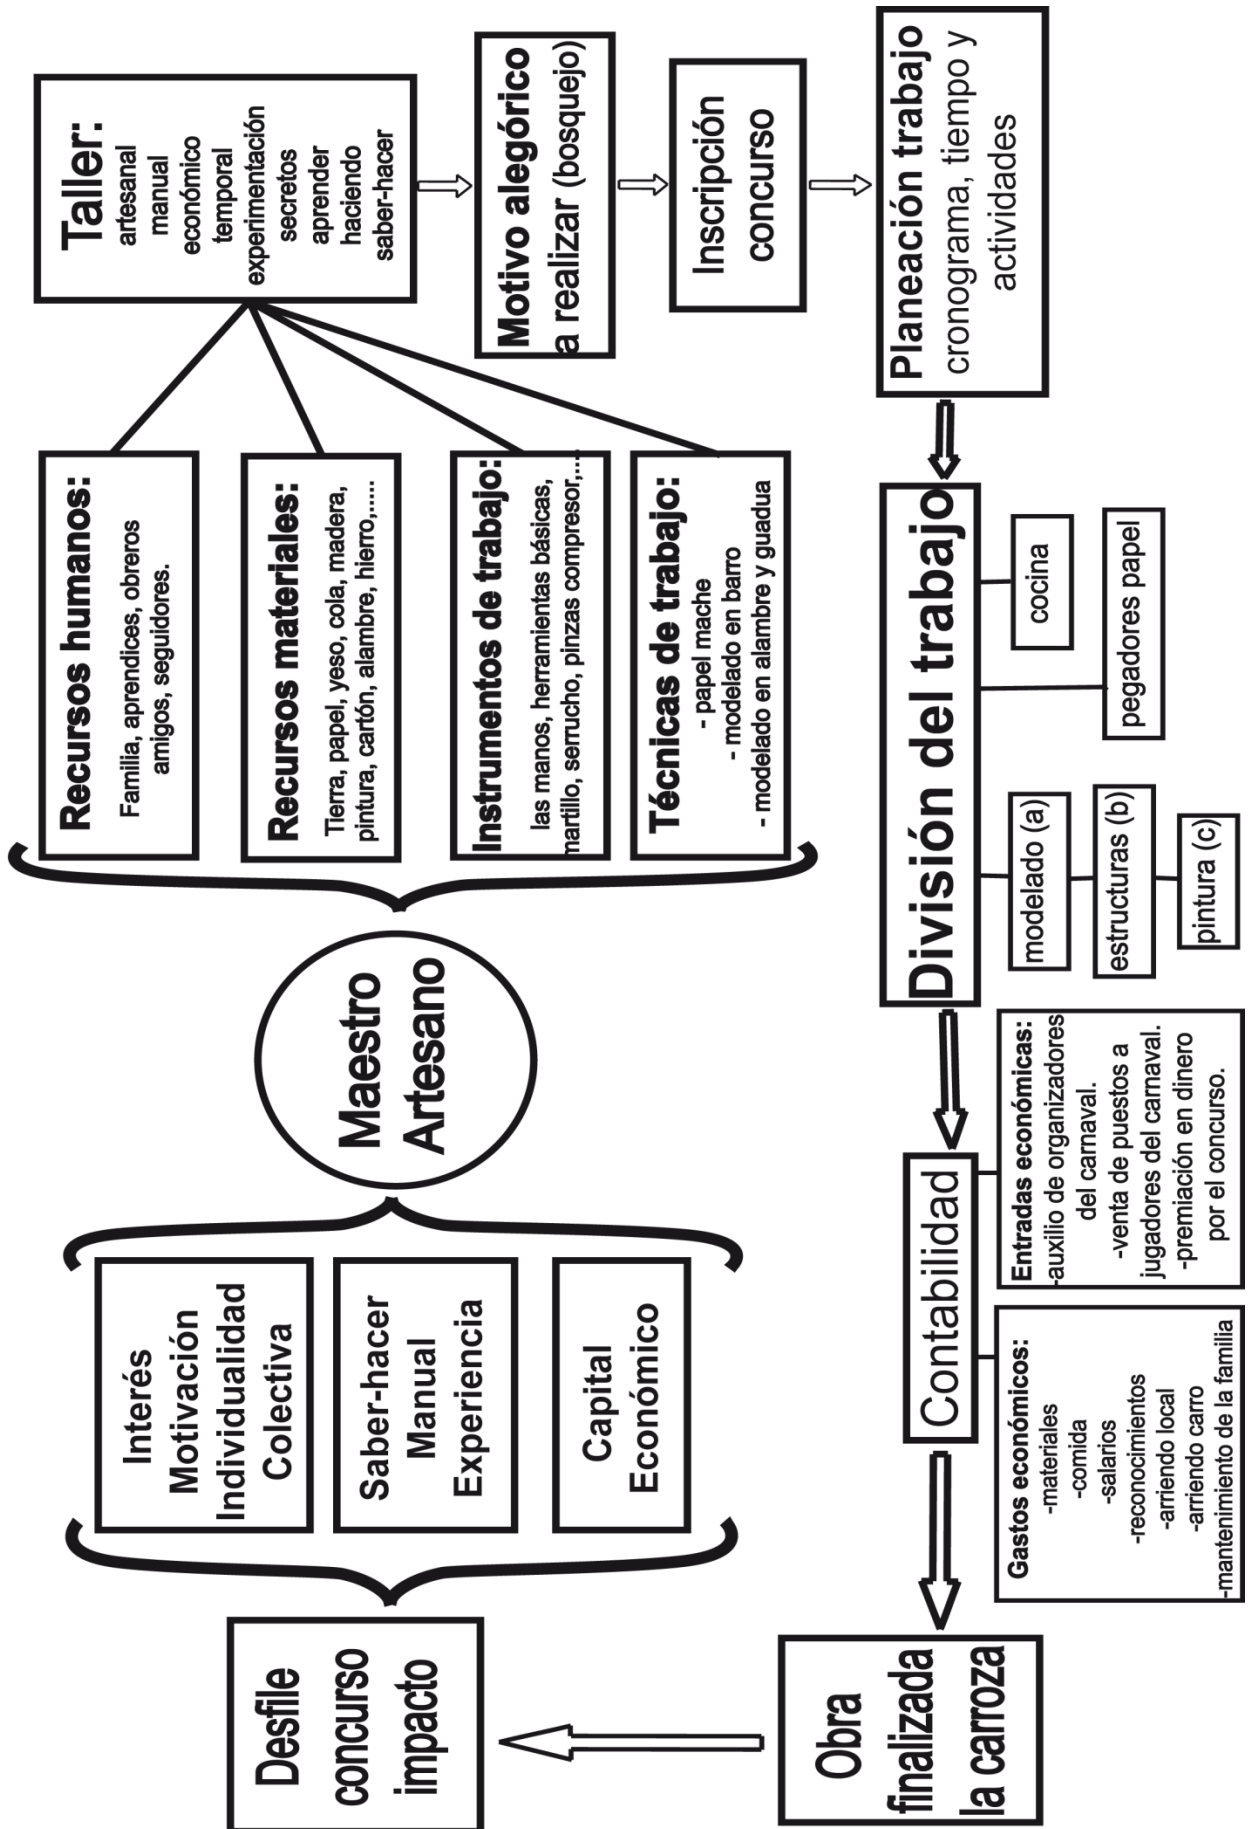 Desfile
concurso
impacto
Interés
Motivación
Individualidad
Colectiva
Saber-hacer
Manual
Experiencia
Capital
Económico
Maestro
Artesano
Recursos humanos:
Familia, aprendices, obreros
amigos, seguidores.
Recursos materiales:
Tierra, papel, yeso, cola, madera,
pintura, cartón, alambre, hierro,.....
Instrumentos de trabajo:
las manos, herramientas básicas,
martillo, serrucho, pinzas compresor,....
Técnicas de trabajo:
- papel mache
- modelado en barro
- modelado en alambre y guadua
Taller:
artesanal
manual
económico
temporal
experimentación
secretos
aprender
haciendo
saber-hacer
Motivo alegórico
a realizar (bosquejo)
Inscripción
concurso
Planeación trabajo
cronograma, tiempo y
actividades
División del trabajo
modelado (a)
estructuras (b)
pintura (c)
cocina
pegadores papel
Contabilidad
Entradas económicas:
-auxilio de organizadores
del carnaval.
-venta de puestos a
jugadores del carnaval.
-premiación en dinero
por el concurso.
Gastos económicos:
-materiales
-comida
-salarios
-reconocimientos
-arriendo local
-arriendo carro
-mantenimiento de la familia
Obra
finalizada
la carroza